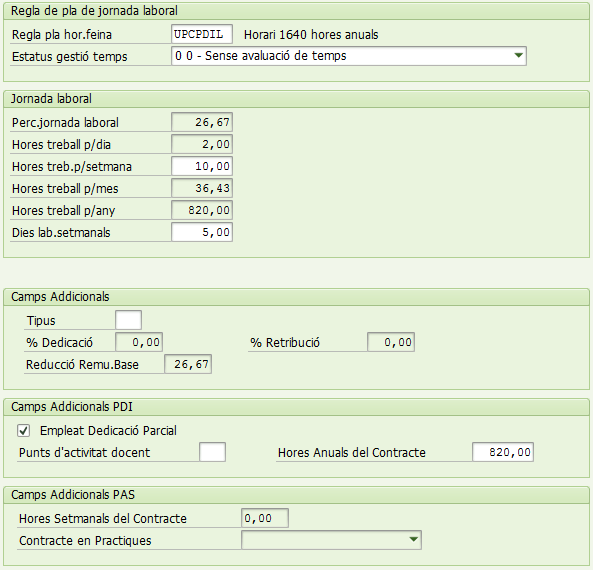 Regla de pla de jornada laboral
Regla pla hor.feina UPCPDIL Horari 1640 hores anuals
Estatus gestió temps 0 0 - Sense avaluació de temps
Jornada laboral
Perc.jornada laboral 26,67
Hores treball p/dia 2,00
Hores treb.p/setmana 10,00
Hores treball p/mes 36,43
Hores treball p/any 820,00
Dies lab.setmanals 5,00
Camps Addicionals
Tipus
% Dedicació 0,00 % Retribució 0,00
Reducció Remu.Base 26,67
Camps Addicionals PDI
Empleat Dedicació Parcial
Punts d'activitat docent Hores Anuals del Contracte 820,00
Camps Addicionals PAS
Hores Setmanals del Contracte 0,00
Contracte en Practiques